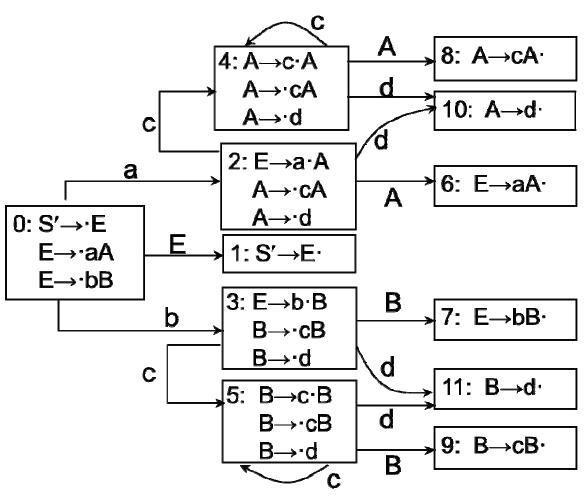 c
4: A→c·A
A→·cA
A→·d
A
8: A→cA·
d
10: A→d·
c
d
a
2: E→a·A
A→·cA
A→·d
A
6: E→aA·
0: S′→·E
E→·aA
E→·bB
E
1: S′→E·
b
3: E→b·B
B→·cB
B→·d
B
7: E→bB·
c
d
5: B→c·B
B→·cB
B→·d
d
11: B→d·
B
9: B→cB·
c